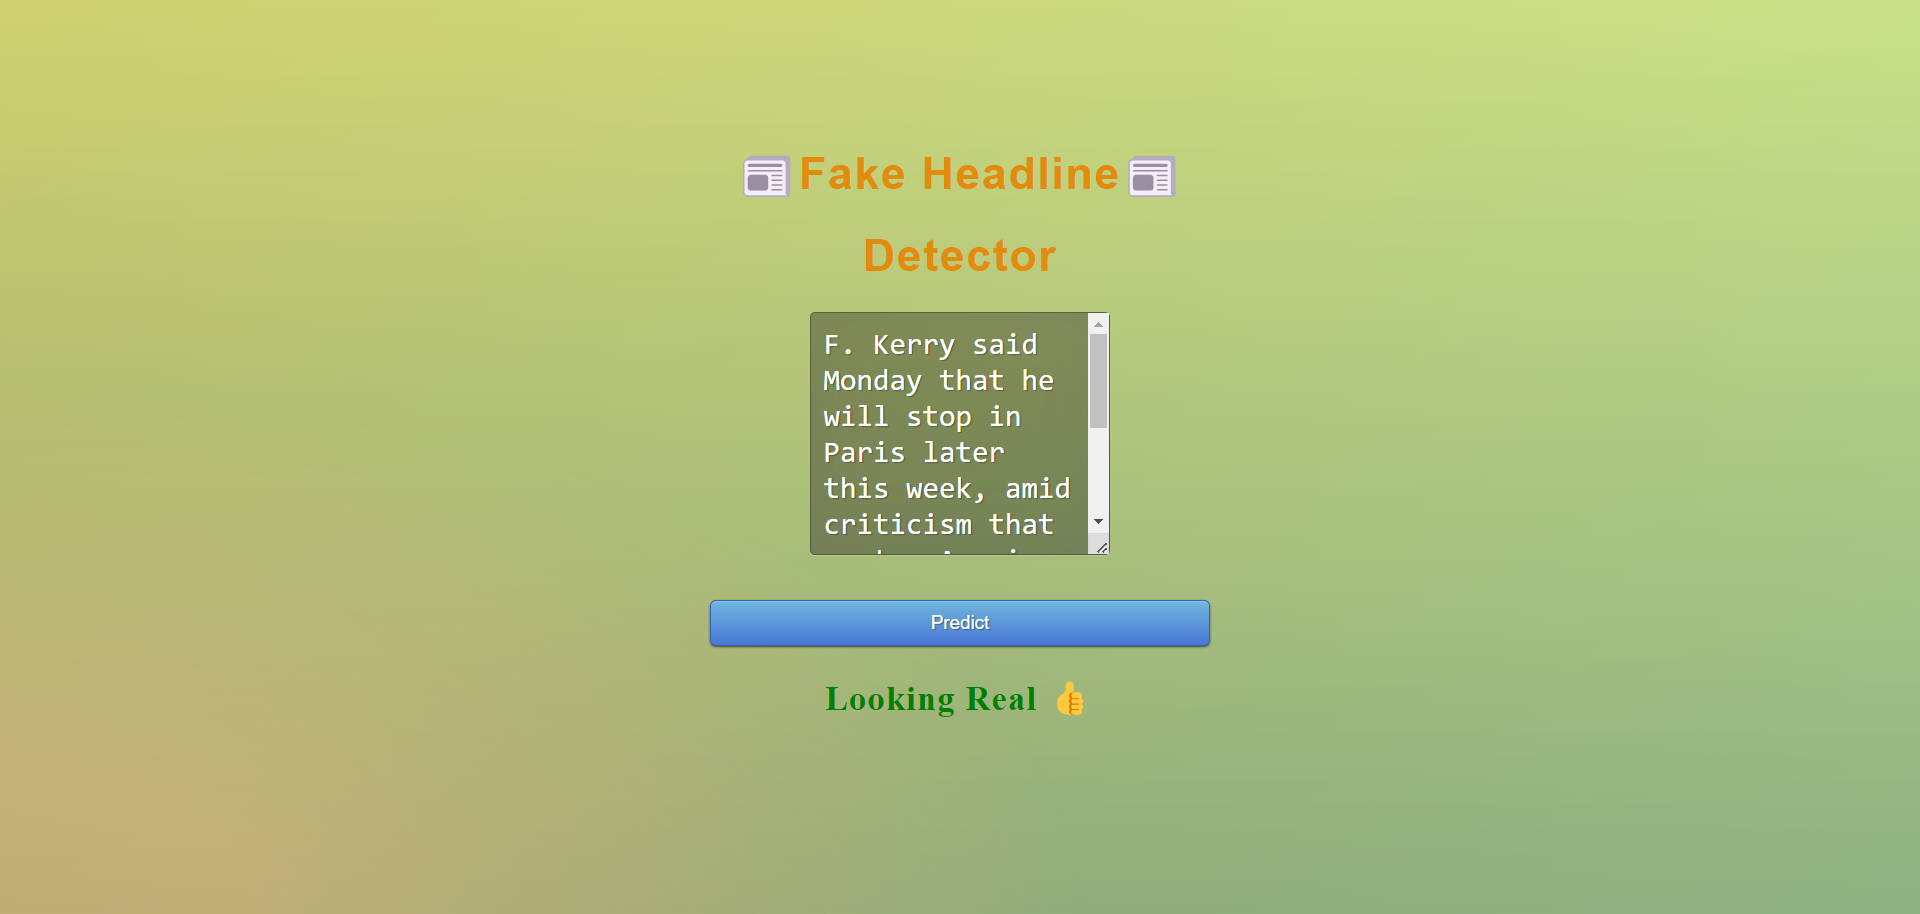 Fake Headline
Detector
F. Kerry said
Monday that he
will stop in
Paris later
this week, amid
criticism that
Predict
Looking Real 👍